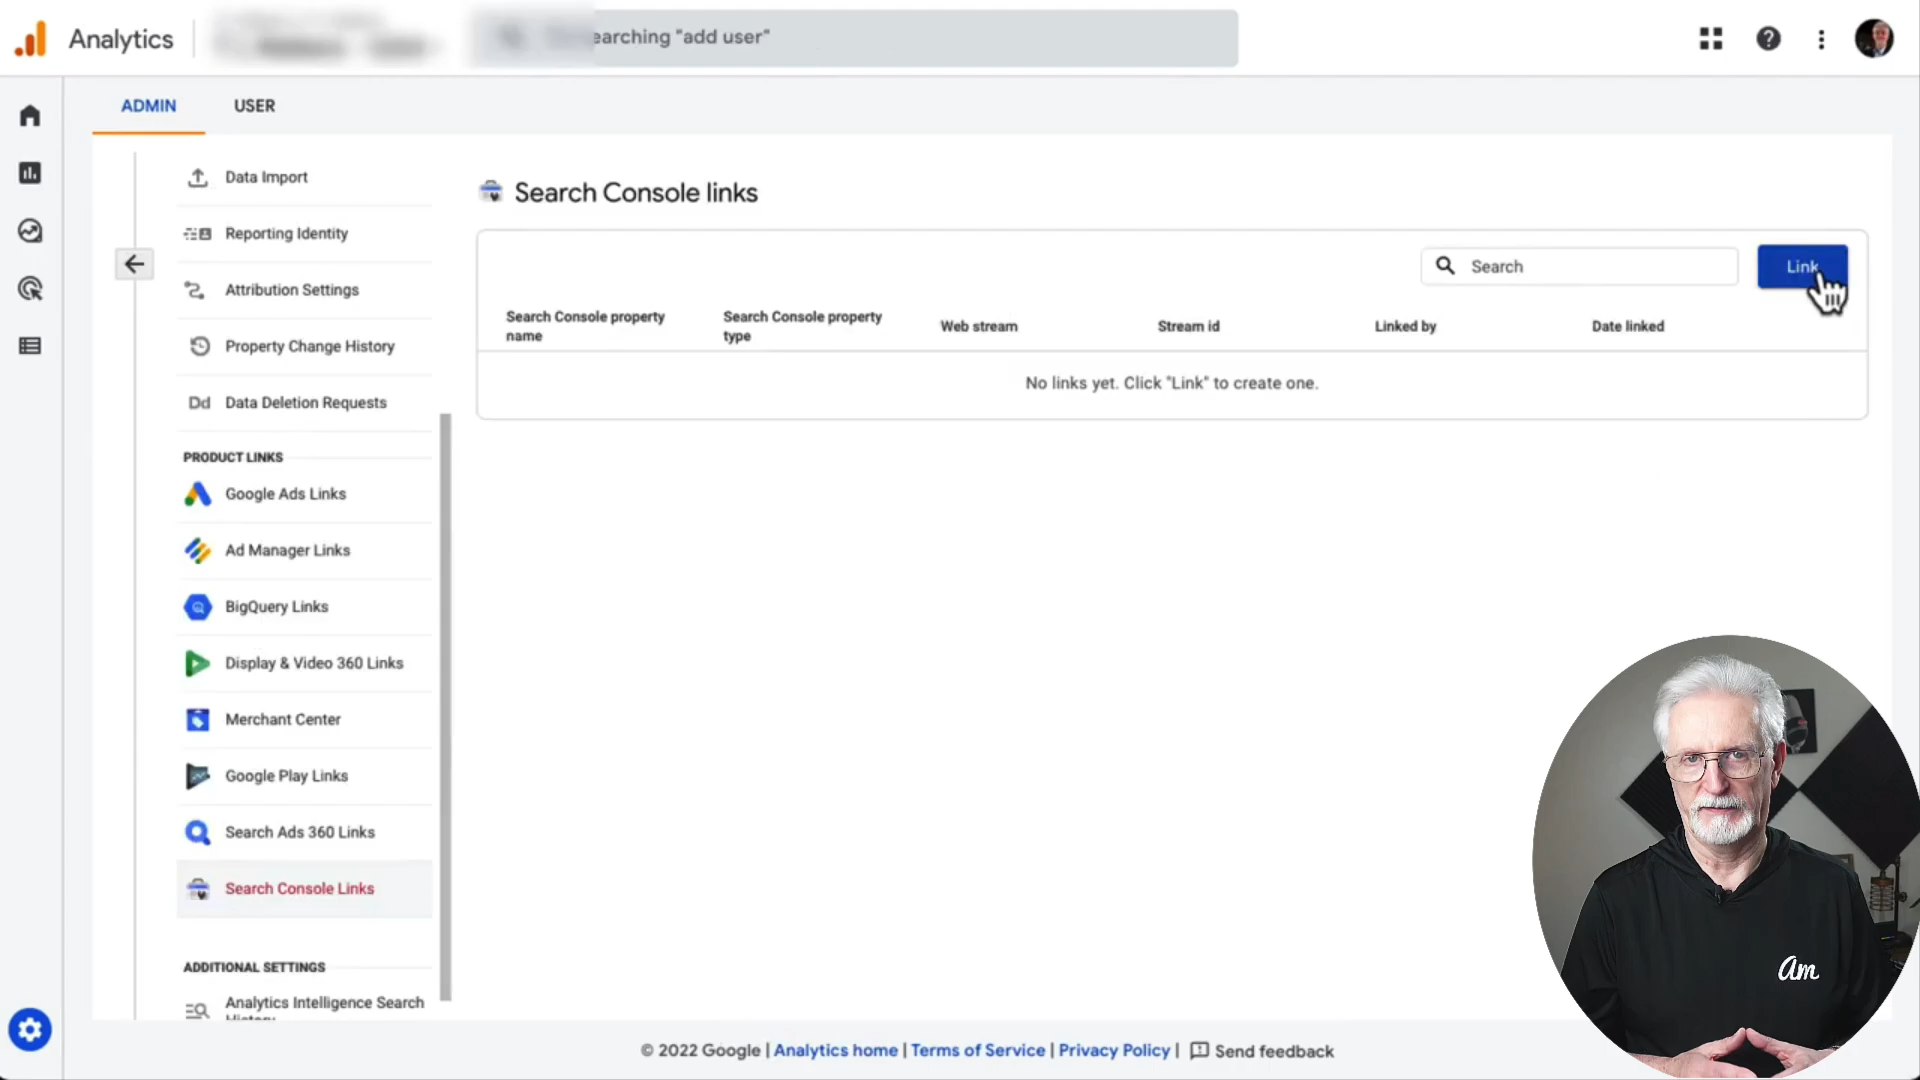 Analytics
earching "add user"
ADMIN
USER
Data Import
Reporting Identity
Attribution Settings
Property Change History
Dd Data Deletion Requests
PRODUCT LINKS
Google Ads Links
Ad Manager Links
BigQuery Links
Display & Video 360 Links
Merchant Center
Google Play Links
Search Ads 360 Links
Search Console Links
ADDITIONAL SETTINGS
Analytics Intelligence Search
History
Search Console links
Search
Link
Search Console property name
Search Console property type
Web stream
Stream id
Linked by
Date linked
No links yet. Click "Link" to create one.
Am
© 2022 Google | Analytics home | Terms of Service | Privacy Policy | Send feedback